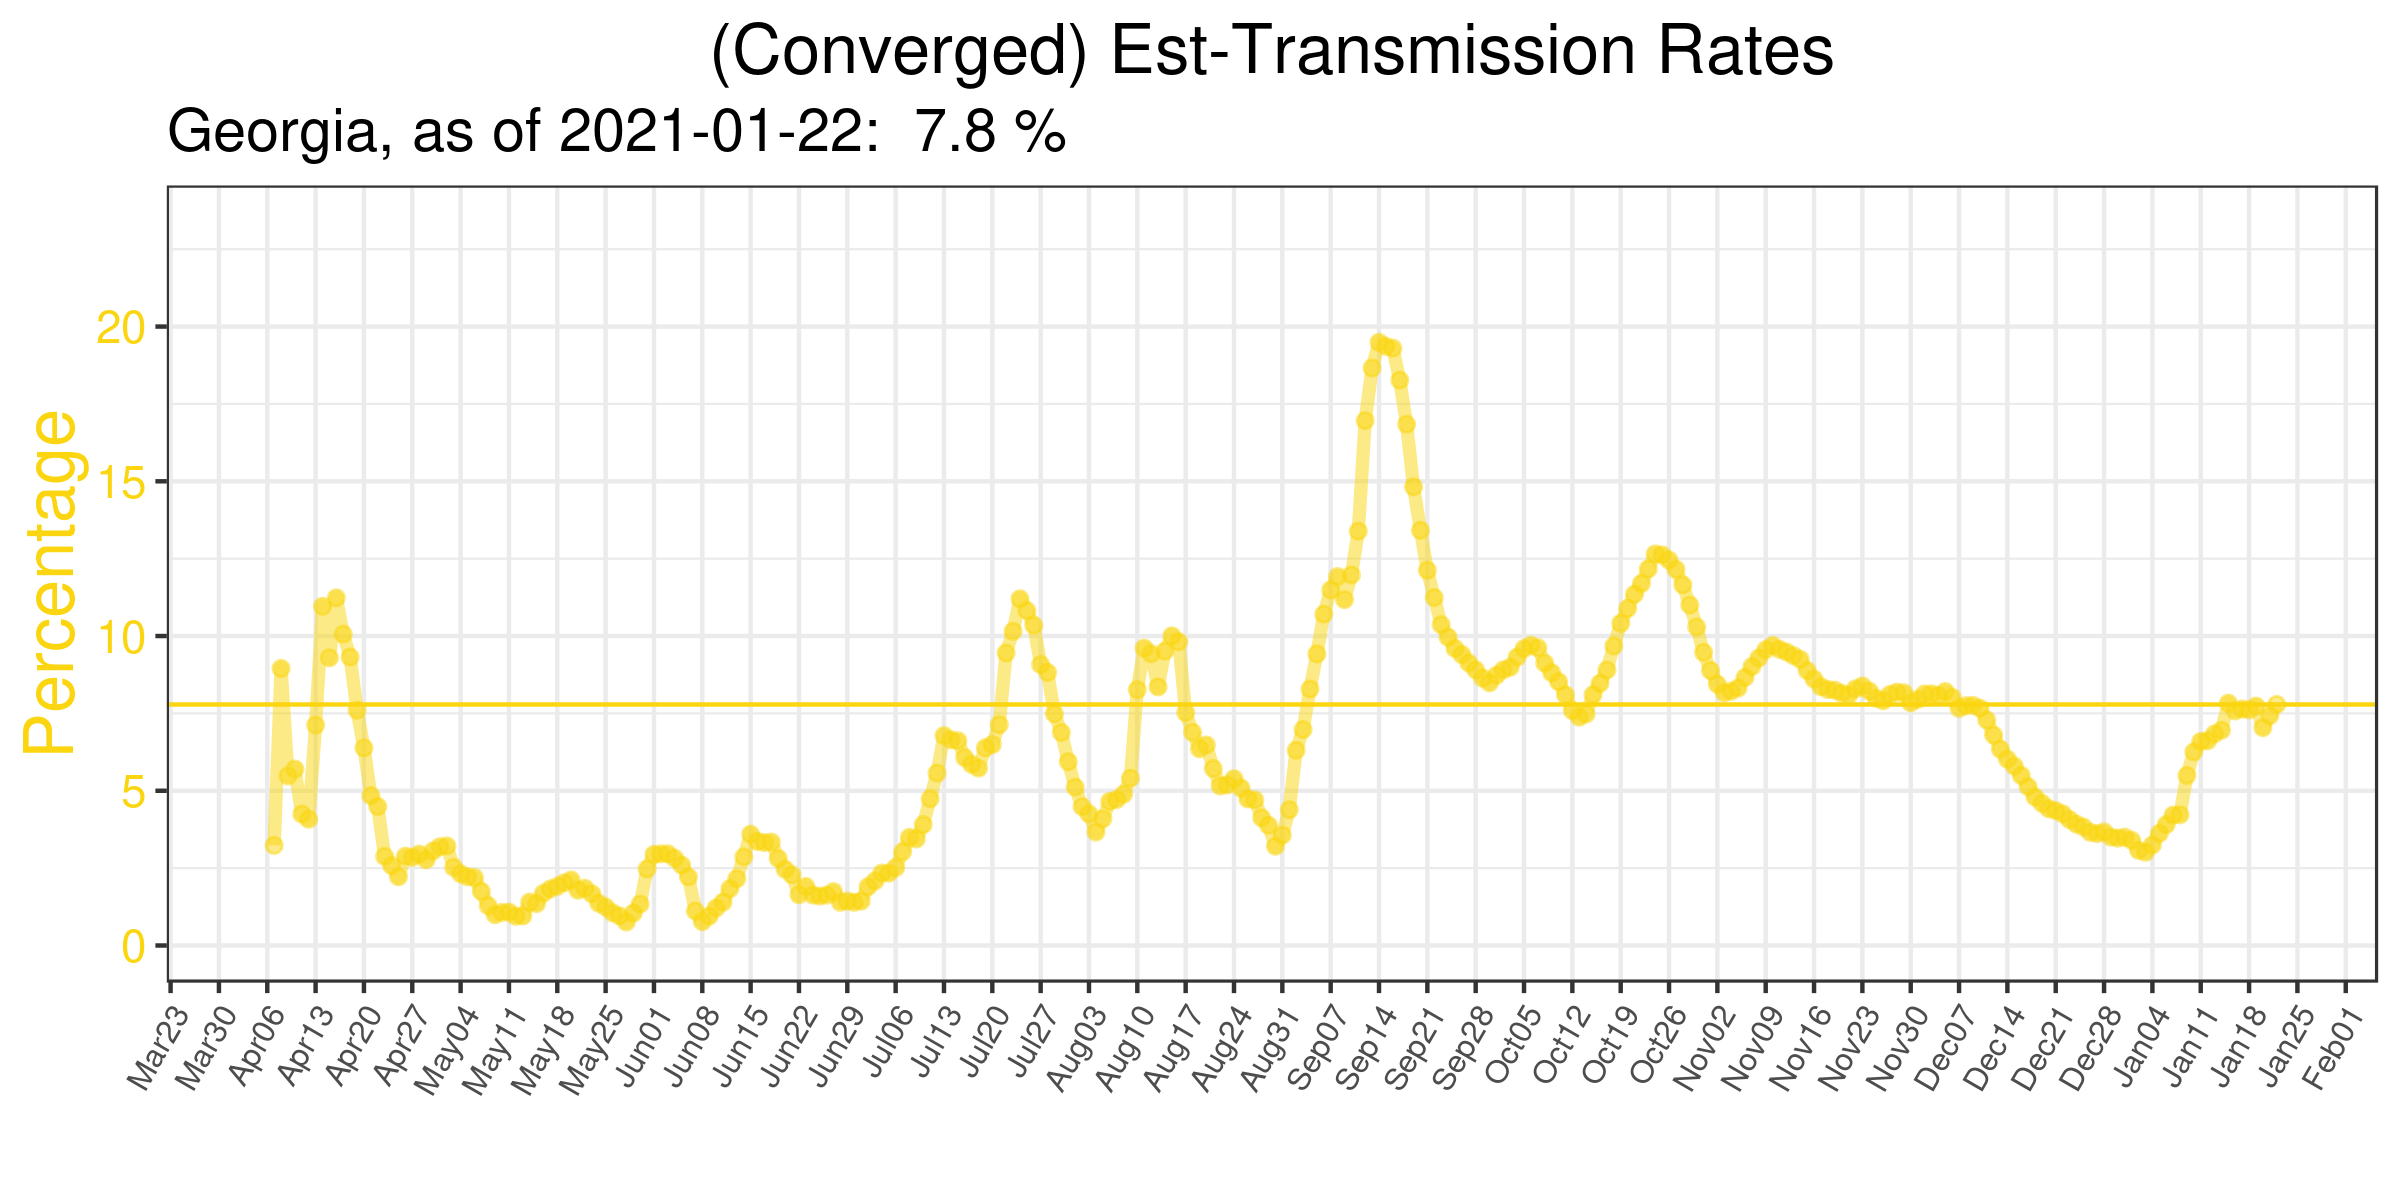 (Converged) Est-Transmission Rates
Georgia, as of 2021-01-22:  7.8 %
Percentage
20
15
10
5
0
Mar23
Mar30
Apr06
Apr13
Apr20
Apr27
May04
May11
May18
May25
Jun01
Jun08
Jun15
Jun22
Jun29
Jul06
Jul13
Jul20
Jul27
Aug03
Aug10
Aug17
Aug24
Aug31
Sep07
Sep14
Sep21
Sep28
Oct05
Oct12
Oct19
Oct26
Nov02
Nov09
Nov16
Nov23
Nov30
Dec07
Dec14
Dec21
Dec28
Jan04
Jan11
Jan18
Jan25
Feb01